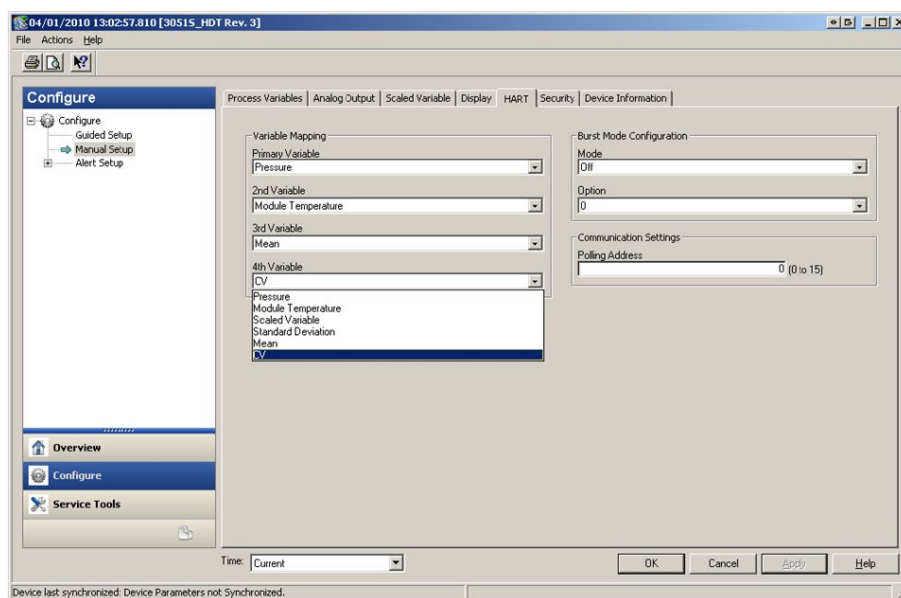 04/01/2010 13:02:57.810 [3051S_HDT Rev. 3]
File Actions Help
Configure
Configure
Guided Setup
Manual Setup
Alert Setup
Overview
Configure
Service Tools
Process Variables Analog Output Scaled Variable Display HART Security Device Information
Variable Mapping
Primary Variable
Pressure
2nd Variable
Module Temperature
3rd Variable
Mean
4th Variable
CV
Pressure
Module Temperature
Scaled Variable
Standard Deviation
Mean
CV
Burst Mode Configuration
Mode
Off
Option
0
Communication Settings
Polling Address
0 (0 to 15)
Time: Current
OK Cancel Apply Help
Device last synchronized: Device Parameters not Synchronized.